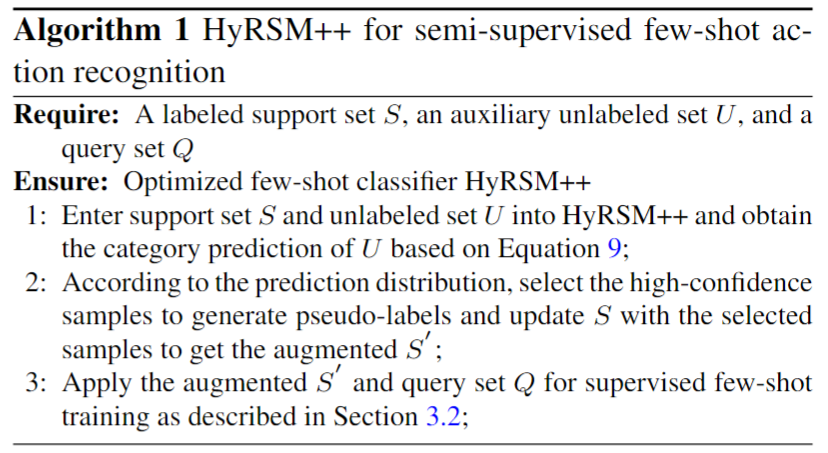 Algorithm 1 HyRSM++ for semi-supervised few-shot ac-
tion recognition
Require: A labeled support set S, an auxiliary unlabeled set U, and a
query set Q
Ensure: Optimized few-shot classifier HyRSM++
1: Enter support set S and unlabeled set U into HyRSM++ and obtain
the category prediction of U based on Equation 9;
2: According to the prediction distribution, select the high-confidence
samples to generate pseudo-labels and update S with the selected
samples to get the augmented S′;
3: Apply the augmented S′ and query set Q for supervised few-shot
training as described in Section 3.2;